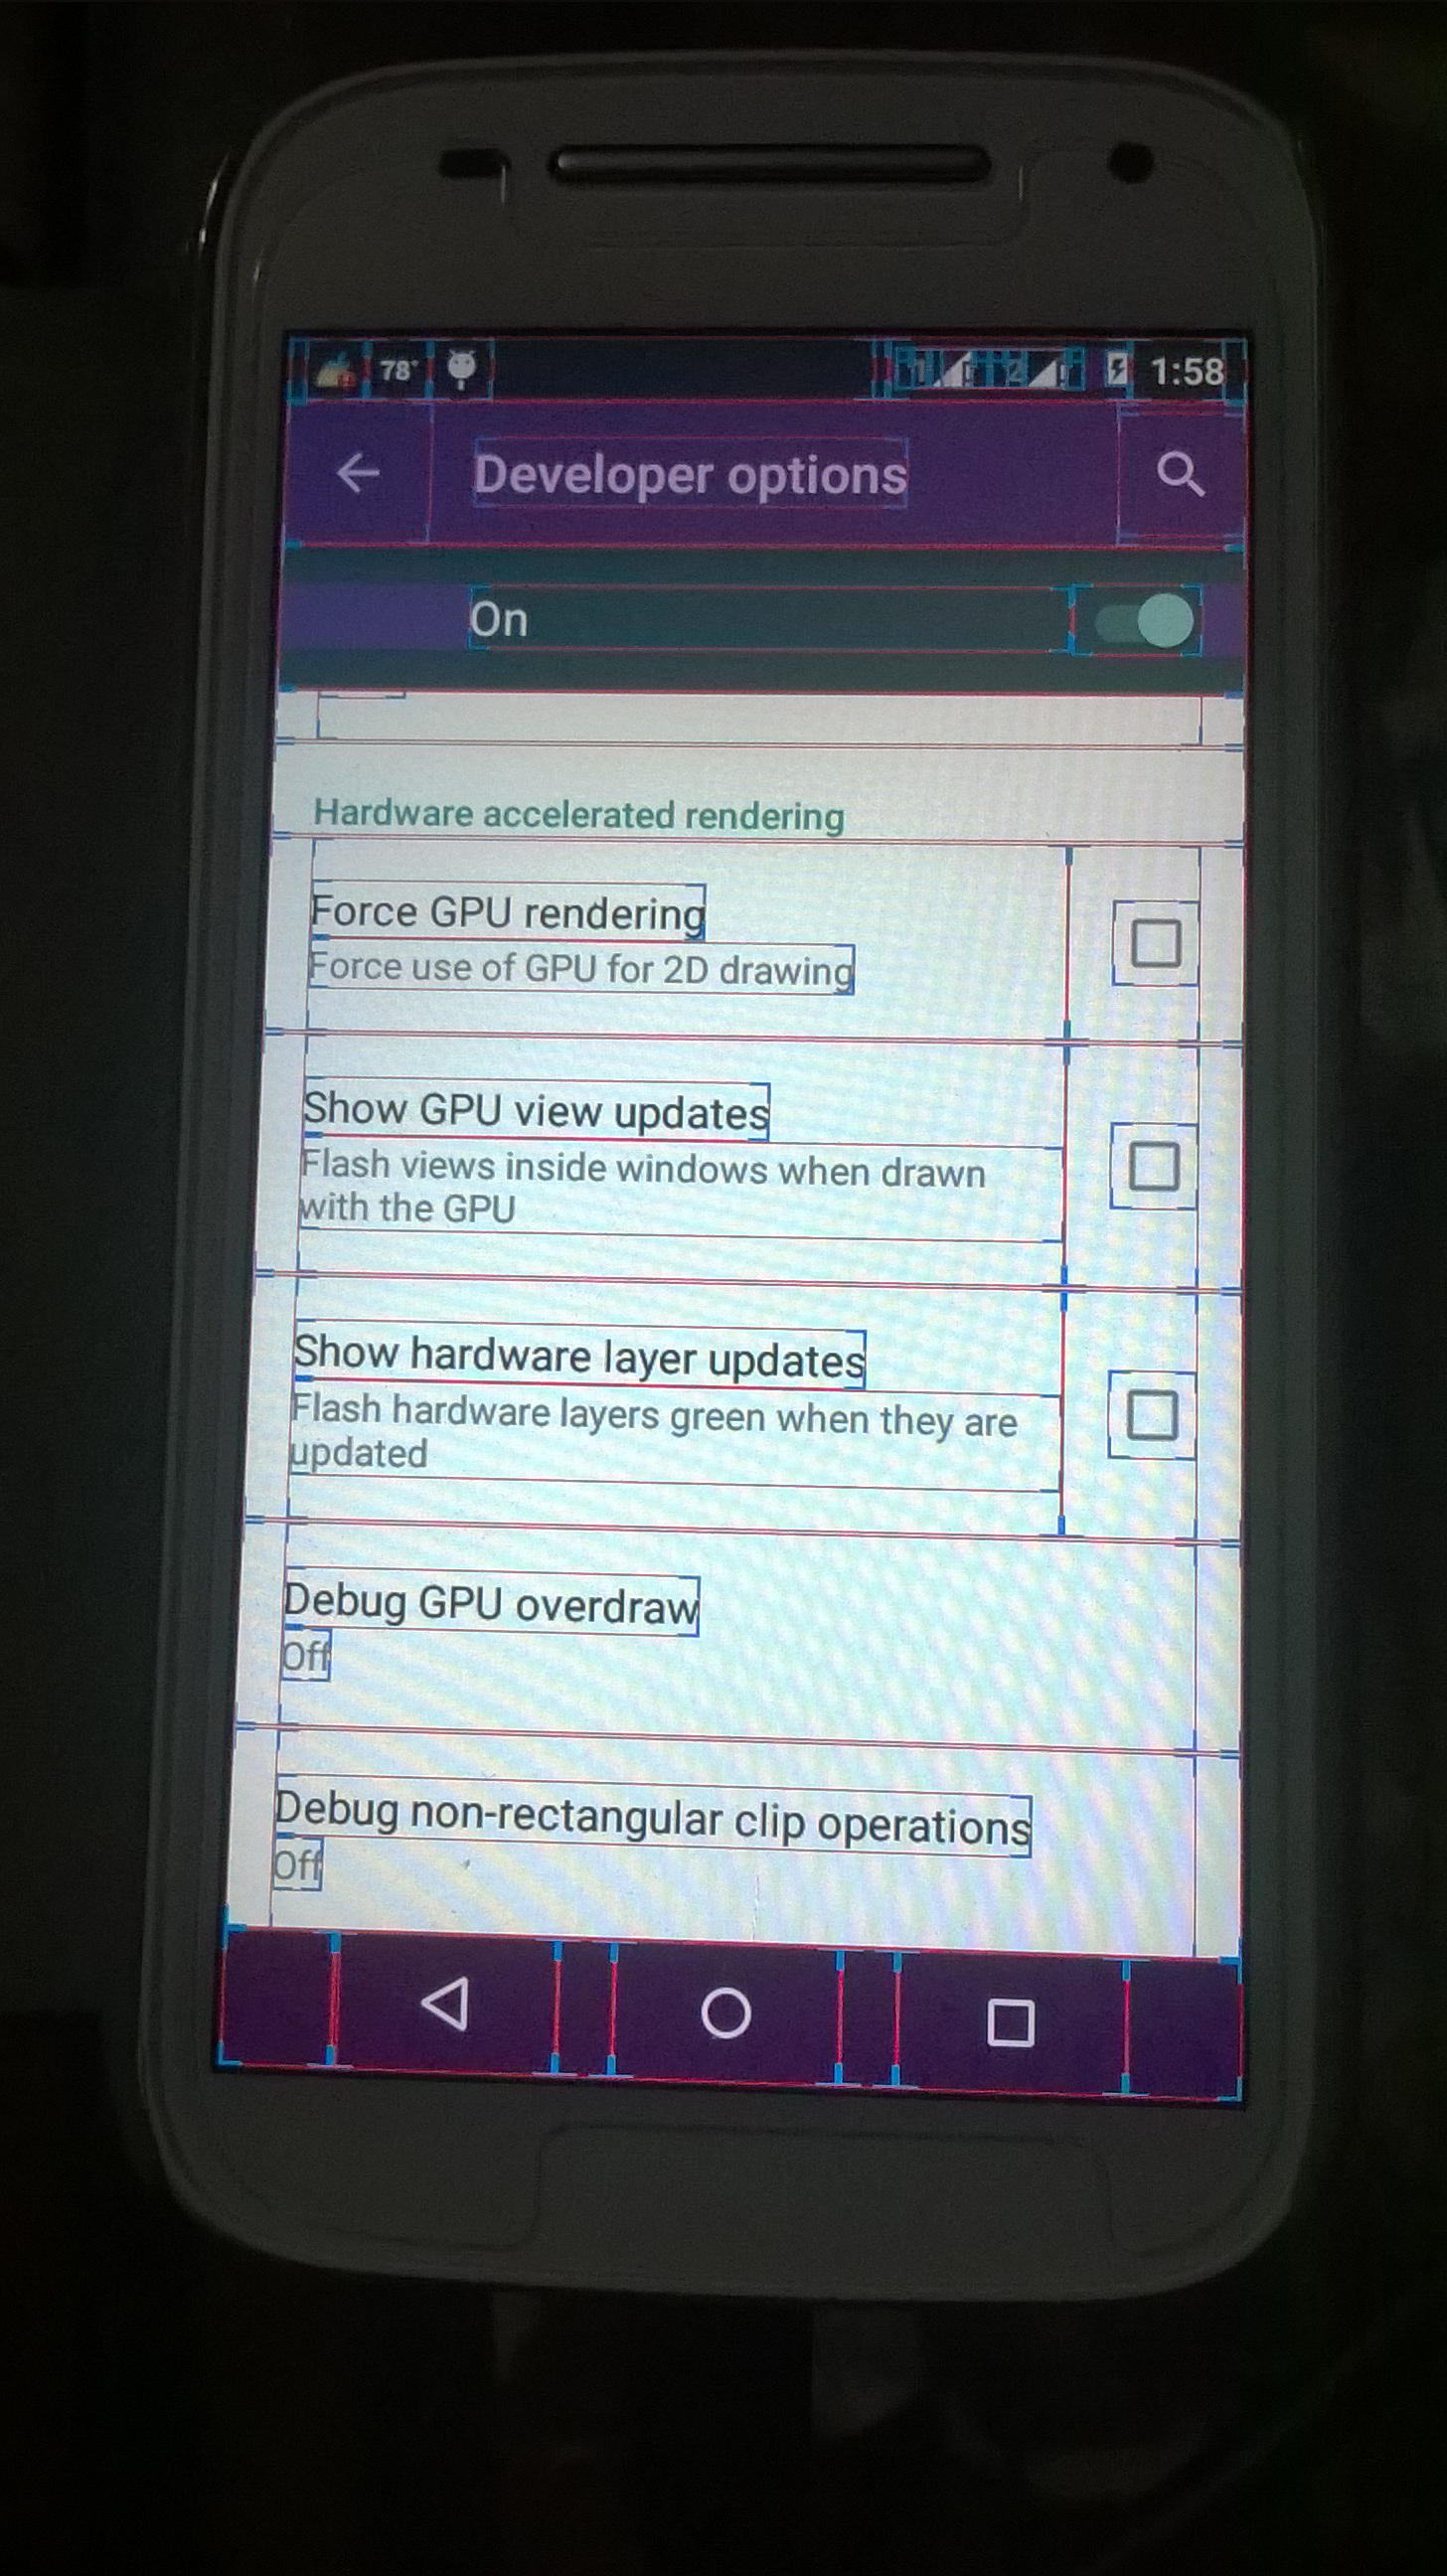 78° 1 2 1:58
Developer options
On
Hardware accelerated rendering
Force GPU rendering
Force use of GPU for 2D drawing
Show GPU view updates
Flash views inside windows when drawn
with the GPU
Show hardware layer updates
Flash hardware layers green when they are
updated
Debug GPU overdraw
Off
Debug non-rectangular clip operations
Off